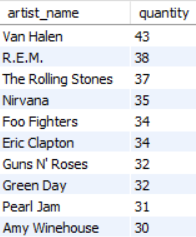 artist_name quantity
Van Halen 43
R.E.M. 38
The Rolling Stones 37
Nirvana 35
Foo Fighters 34
Eric Clapton 34
Guns N' Roses 32
Green Day 32
Pearl Jam 31
Amy Winehouse 30